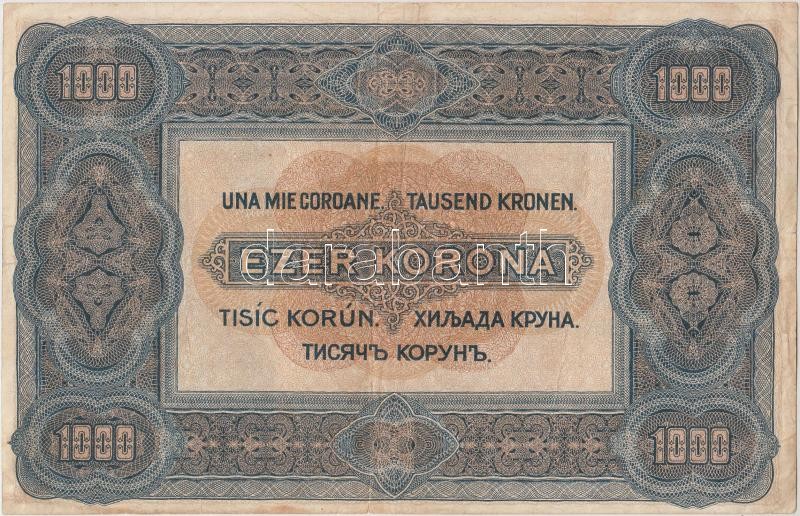 1000 1000
UNA MIE COROANE. TAUSEND KRONEN.
EZER KORONA
TISÍC KORÚN. ХИЉАДА КРУНА.
ТИСЯЧЪ КОРУНЪ.
1000 1000